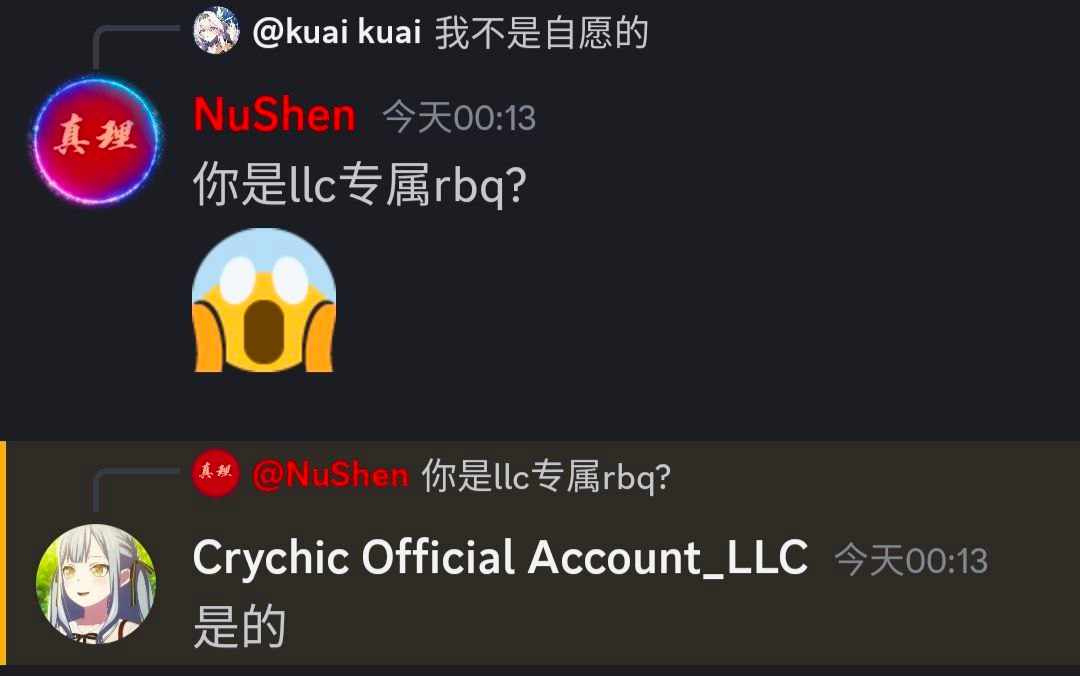 @kuai kuai 我不是自愿的
真理
NuShen 今天00:13
你是llc专属rbq?
真理 @NuShen 你是llc专属rbq?
Crychic Official Account_LLC 今天00:13
是的